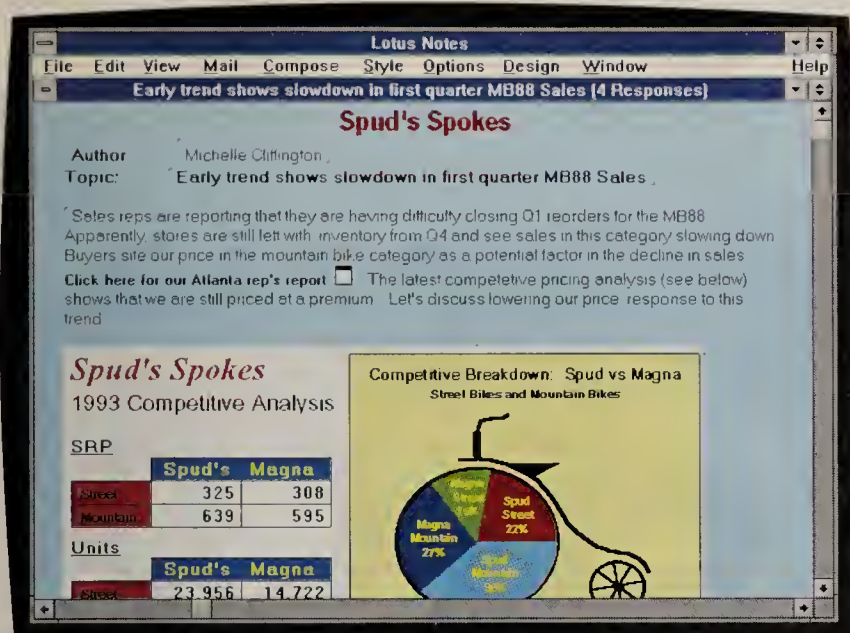 Lotus Notes
File Edit View Mail Compose Style Options Design Window Help
Early trend shows slowdown in first quarter MB88 Sales (4 Responses)
Spud's Spokes
Author Michelle Cliffington
Topic: Early trend shows slowdown in first quarter MB88 Sales
Sales reps are reporting that they are having difficulty closing Q1 reorders for the MB88
Apparently, stores are still left with inventory from Q4 and see sales in this category slowing down
Buyers site our price in the mountain bike category as a potential factor in the decline in sales
Click here for our Atlanta rep's report The latest competetive pricing analysis (see below)
shows that we are still priced at a premium Let's discuss lowering our price response to this
trend
Spud's Spokes
1993 Competitive Analysis
SRP
Spud's Magna
Street 325 308
Mountain 639 595
Units
Spud's Magna
Street 23,956 14,722
Competitive Breakdown: Spud vs Magna
Street Bikes and Mountain Bikes
Spud
Street
22%
Magna
Mountain
27%
Spud
Mountain